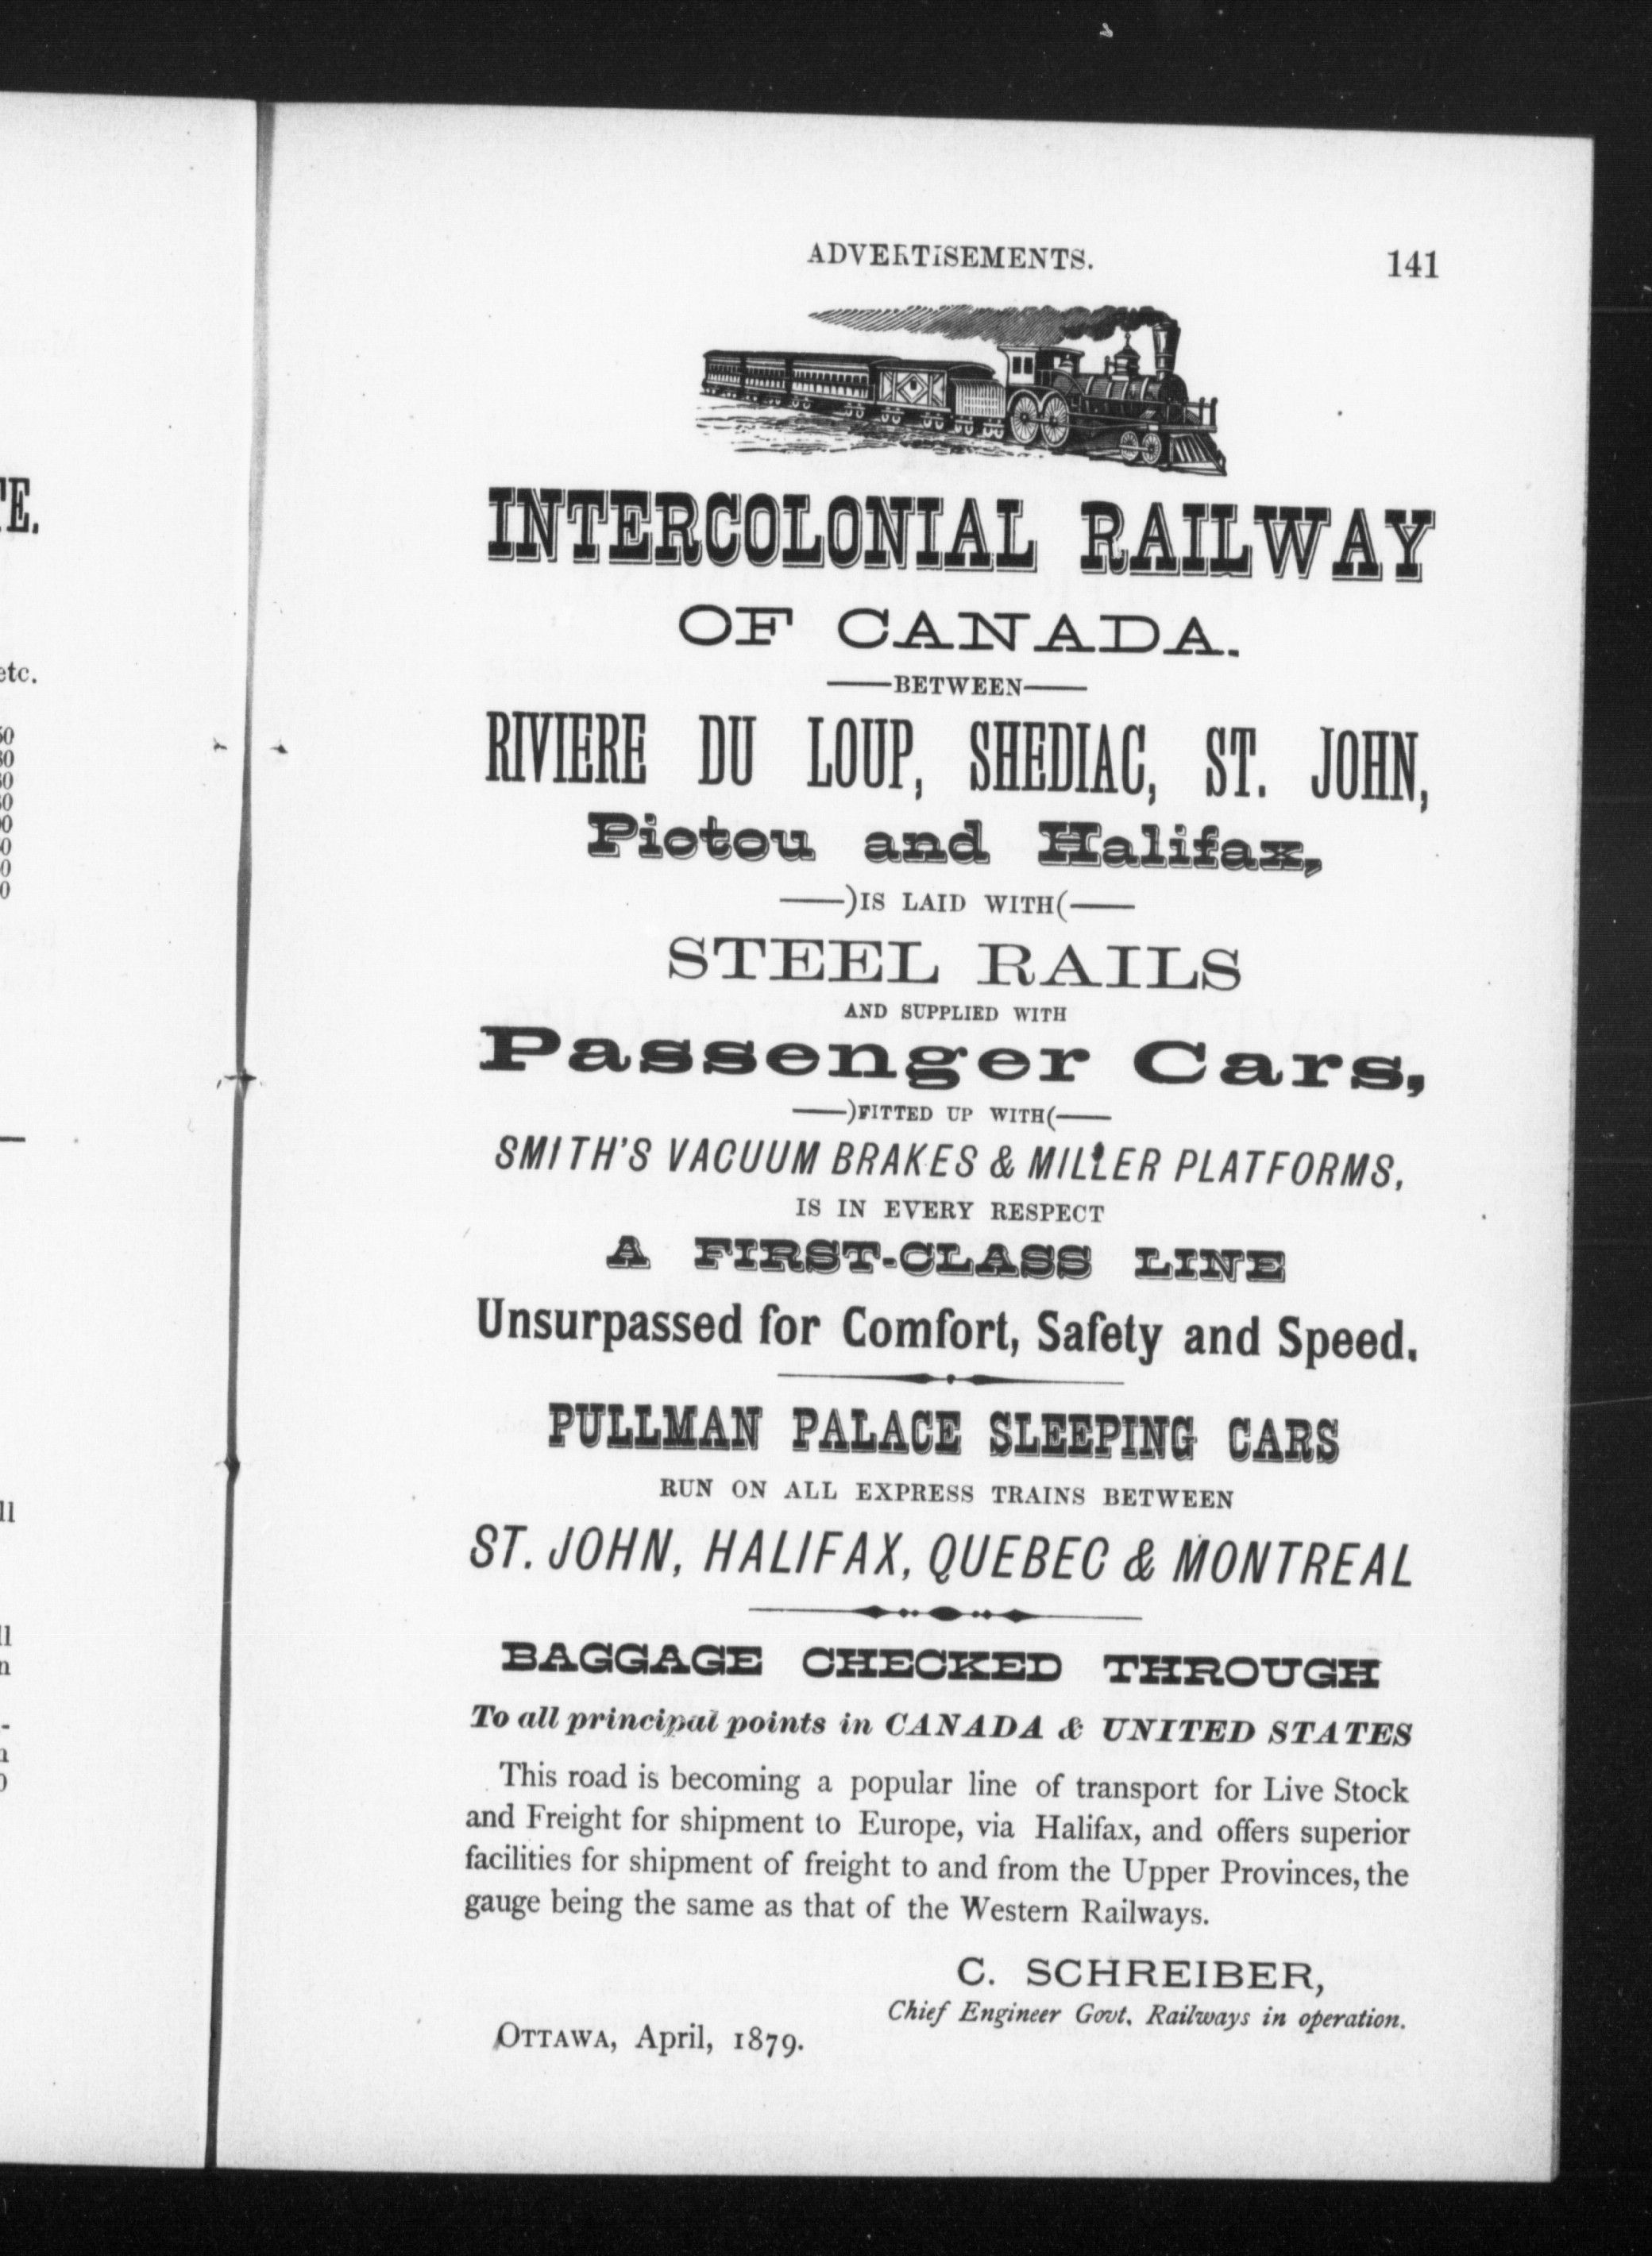 ADVERTISEMENTS. 141
INTERCOLONIAL RAILWAY
OF CANADA.
BETWEEN
RIVIERE DU LOUP, SHEDIAC, ST. JOHN,
Pictou and Halifax,
)IS LAID WITH(
STEEL RAILS
AND SUPPLIED WITH
Passenger Cars,
)FITTED UP WITH(
SMITH'S VACUUM BRAKES & MILLER PLATFORMS,
IS IN EVERY RESPECT
A FIRST-CLASS LINE
Unsurpassed for Comfort, Safety and Speed.
PULLMAN PALACE SLEEPING CARS
RUN ON ALL EXPRESS TRAINS BETWEEN
ST. JOHN, HALIFAX, QUEBEC & MONTREAL
BAGGAGE CHECKED THROUGH
To all principal points in CANADA & UNITED STATES
This road is becoming a popular line of transport for Live Stock
and Freight for shipment to Europe, via Halifax, and offers superior
facilities for shipment of freight to and from the Upper Provinces, the
gauge being the same as that of the Western Railways.
C. SCHREIBER,
Chief Engineer Govt. Railways in operation.
OTTAWA, April, 1879.
etc.